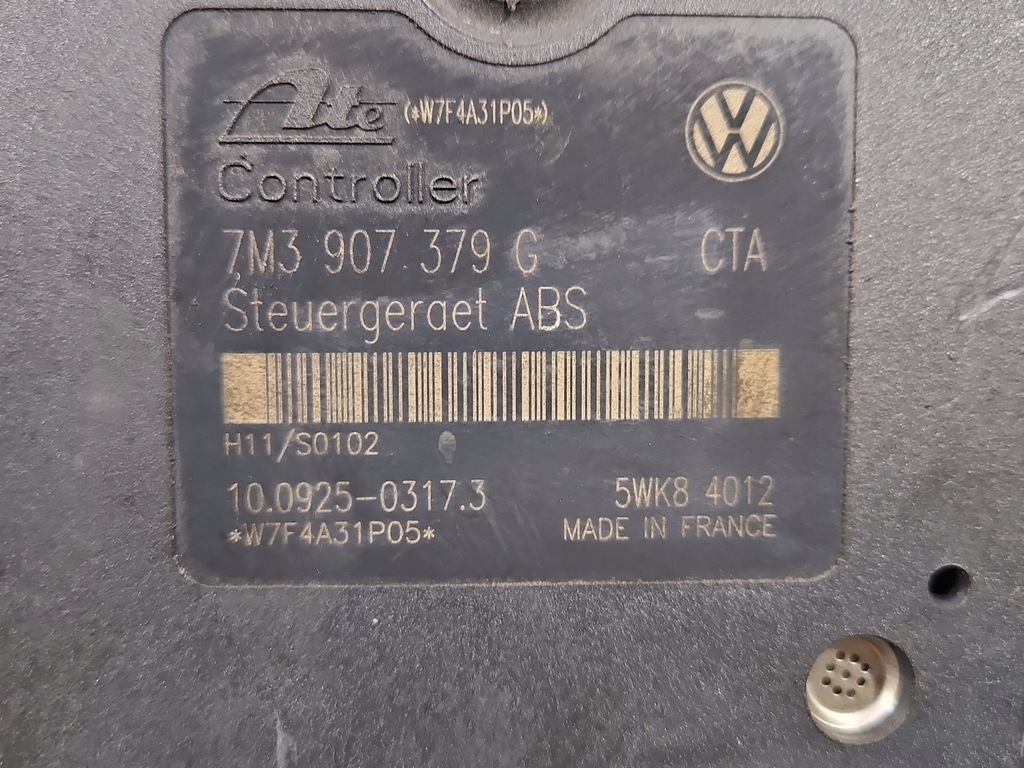 Ate (*W7F4A31P05*)
Controller
7M3 907 379 G CTA
Steuergeraet ABS
H11/S0102
10.0925-0317.3 5WK8 4012
*W7F4A31P05* MADE IN FRANCE